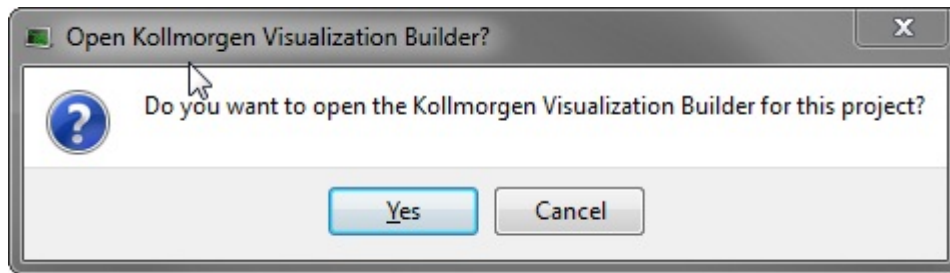 Open Kollmorgen Visualization Builder?
Do you want to open the Kollmorgen Visualization Builder for this project?
Yes
Cancel